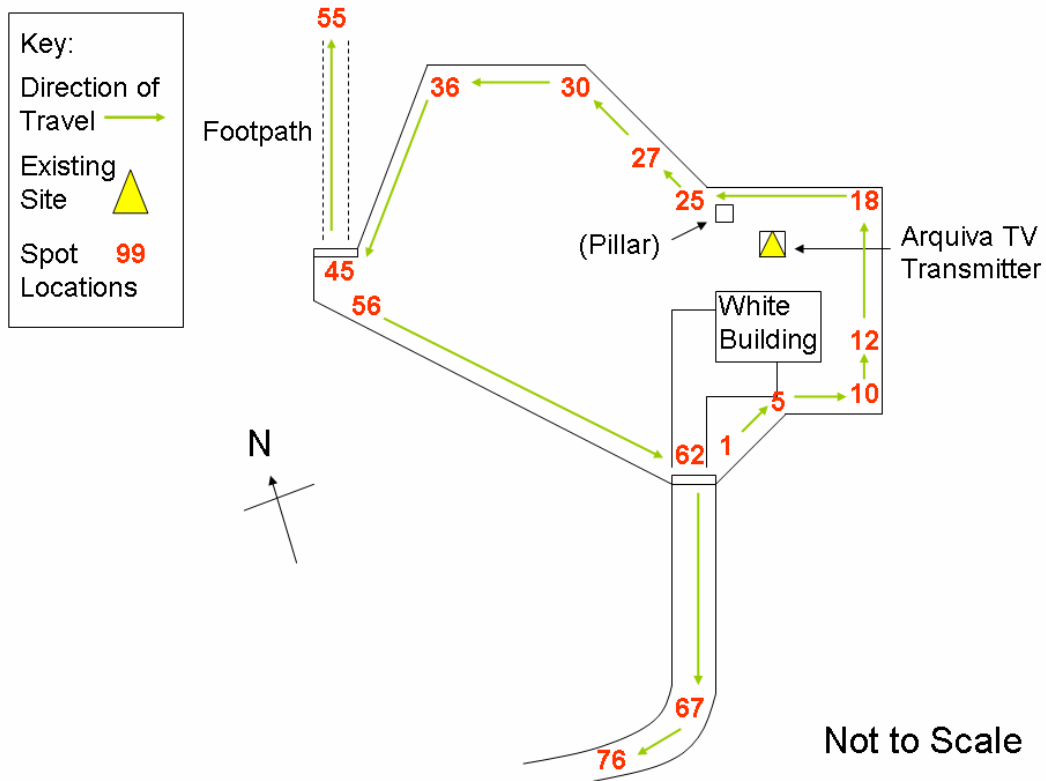 Key:
Direction of
Travel
Existing
Site
Spot 99
Locations
55
Footpath
36 30
27
25 18
(Pillar)
Arquiva TV
Transmitter
45
56
White
Building
12
5 10
1
62
N
67
76
Not to Scale